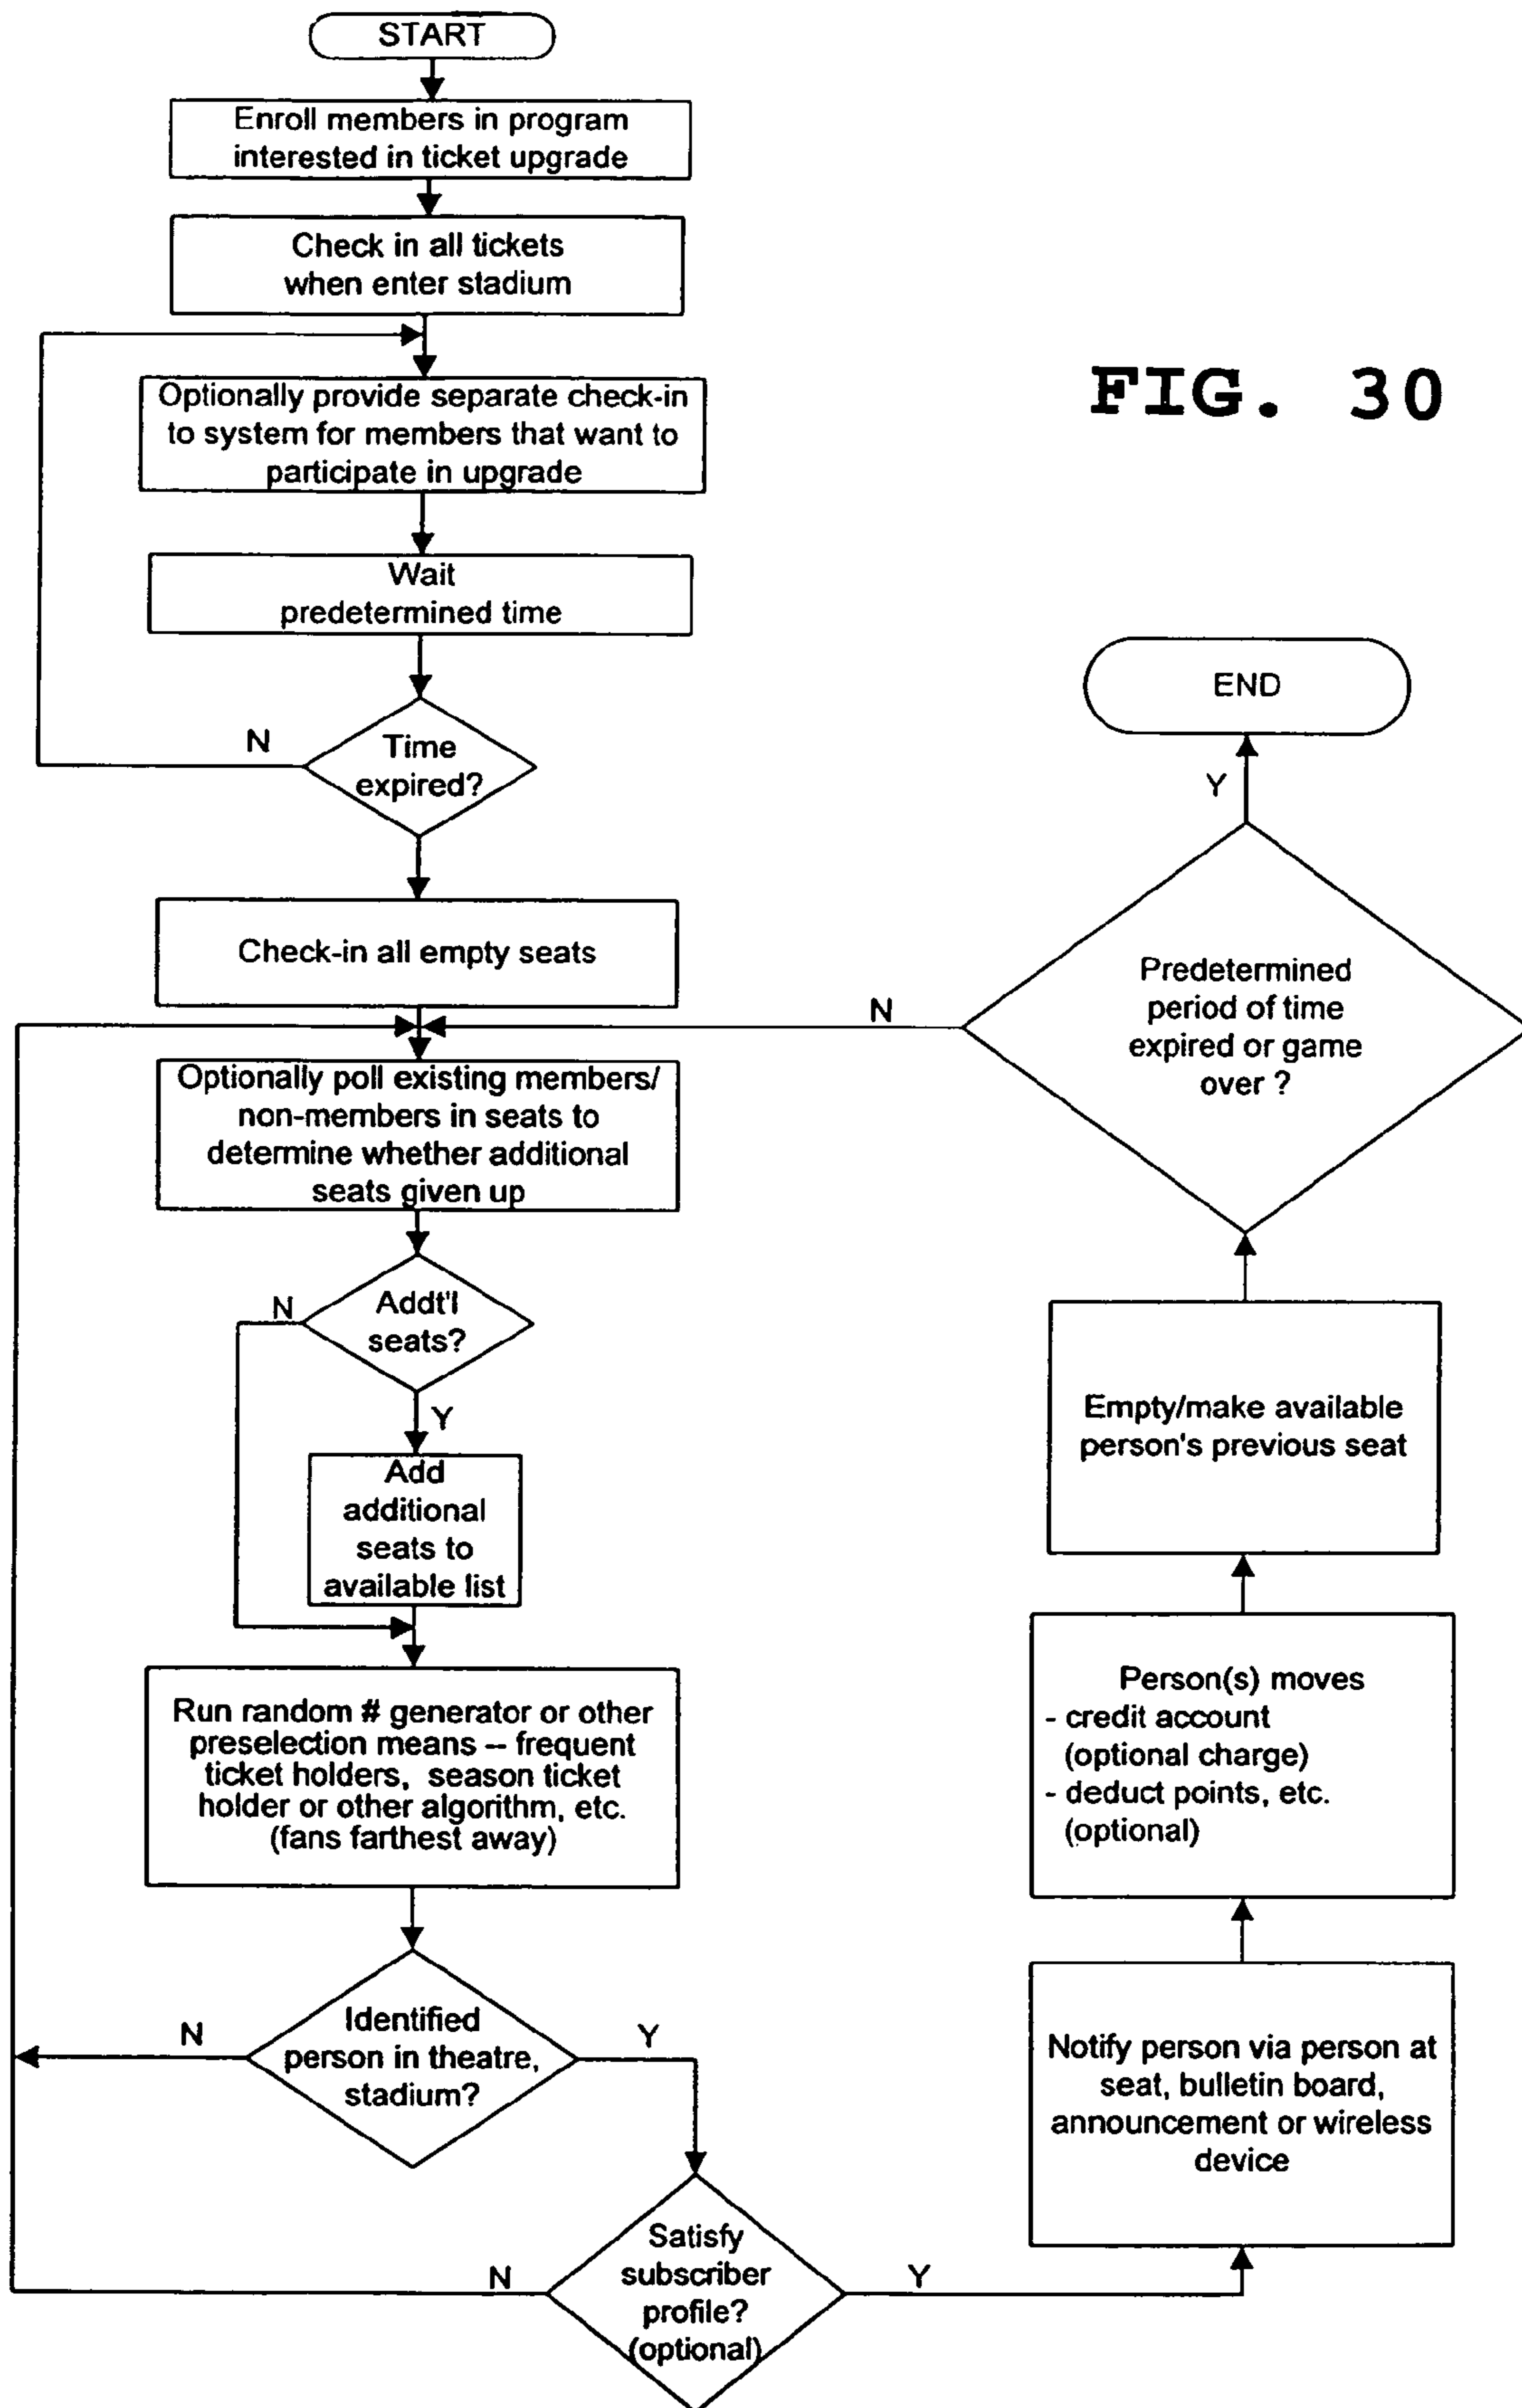 START
Enroll members in program
interested in ticket upgrade
Check in all tickets
when enter stadium
FIG. 30
Optionally provide separate check-in
to system for members that want to
participate in upgrade
Wait
predetermined time
N
Time
expired?
Check-in all empty seats
Optionally poll existing members/
non-members in seats to
determine whether additional
seats given up
N
Addt'l
seats?
Y
Add
additional
seats to
available list
Run random # generator or other
preselection means -- frequent
ticket holders, season ticket
holder or other algorithm, etc.
(fans farthest away)
N
Identified
person in theatre,
stadium?
Y
N
Satisfy
subscriber
profile?
(optional)
Y
Notify person via person at
seat, bulletin board,
announcement or wireless
device
Person(s) moves
- credit account
(optional charge)
- deduct points, etc.
(optional)
Empty/make available
person's previous seat
Predetermined
period of time
expired or game
over ?
N
Y
END